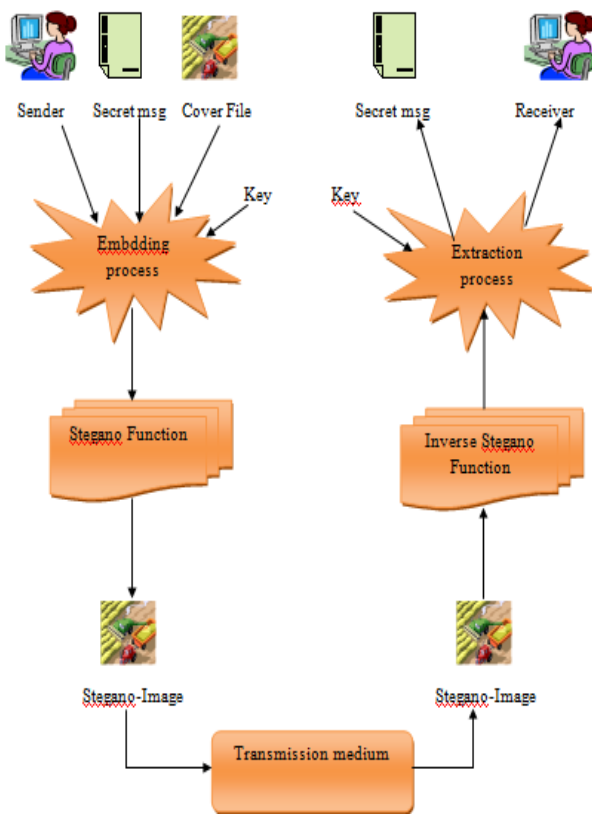 Sender
Secret msg
Cover File
Secret msg
Receiver
Key
Key
Embdding
process
Extraction
process
Stegano Function
Inverse Stegano
Function
Stegano-Image
Stegano-Image
Transmission medium